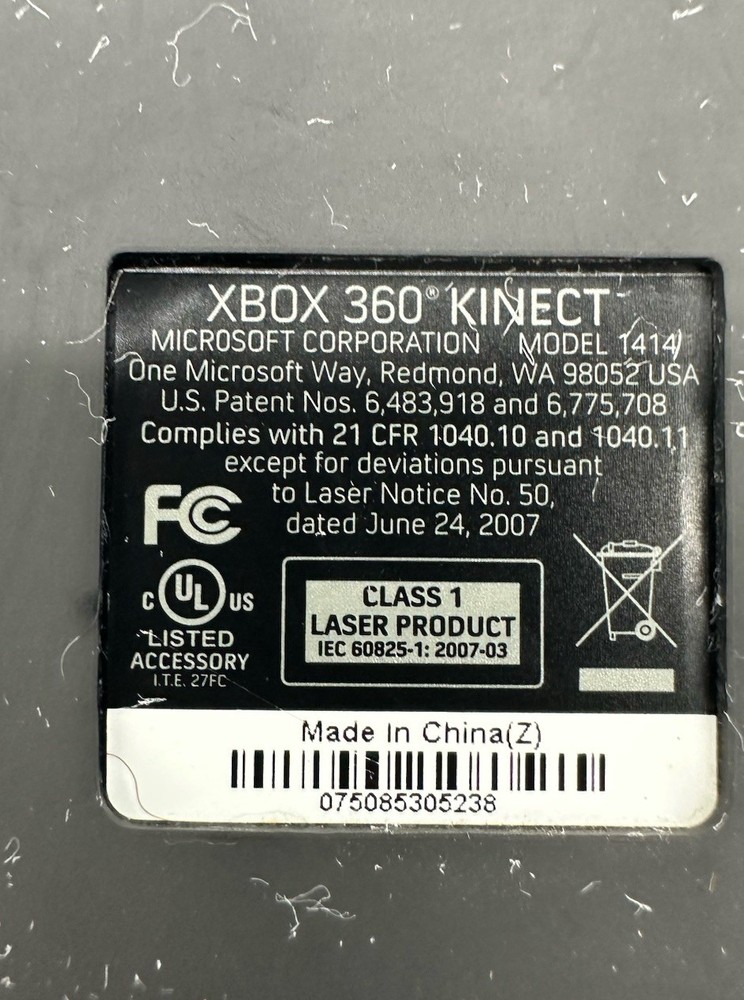 XBOX 360® KINECT
MICROSOFT CORPORATION MODEL 1414
One Microsoft Way, Redmond, WA 98052 USA
U.S. Patent Nos. 6,483,918 and 6,775,708
Complies with 21 CFR 1040.10 and 1040.11
except for deviations pursuant
to Laser Notice No. 50,
dated June 24, 2007
FC
C UL US
LISTED
ACCESSORY
I.T.E. 27FC
CLASS 1
LASER PRODUCT
IEC 60825-1: 2007-03
Made In China(Z)
075085305238